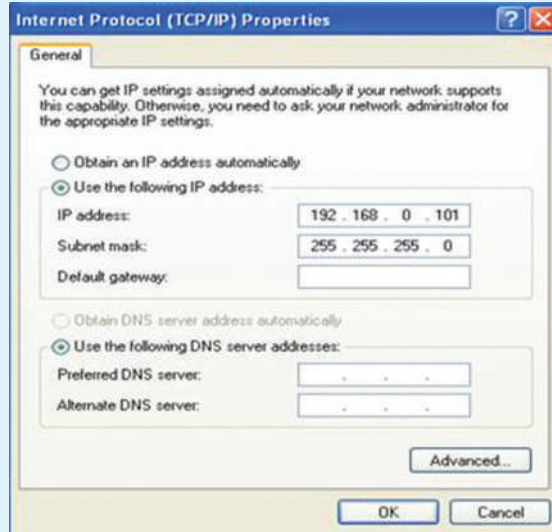 Internet Protocol (TCP/IP) Properties
General
You can get IP settings assigned automatically if your network supports
this capability. Otherwise, you need to ask your network administrator for
the appropriate IP settings.
Obtain an IP address automatically
Use the following IP address:
IP address: 192 . 168 . 0 . 101
Subnet mask: 255 . 255 . 255 . 0
Default gateway:
Obtain DNS server address automatically
Use the following DNS server addresses:
Preferred DNS server: . . .
Alternate DNS server: . . .
Advanced...
OK Cancel